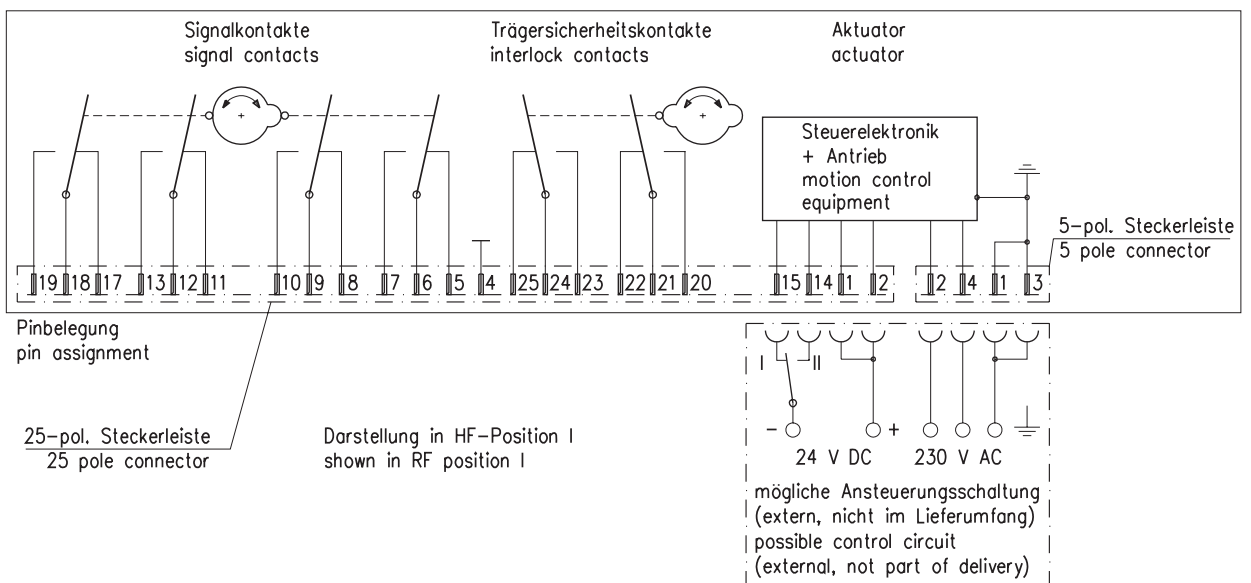 Signalkontakte
signal contacts
Trägersicherheitskontakte
interlock contacts
Aktuator
actuator
Steuerelektronik
+ Antrieb
motion control
equipment
5-pol. Steckerleiste
5 pole connector
19 18 17 13 12 11 10 9 8 7 6 5 4 25 24 23 22 21 20 15 14 1 2 2 4 1 3
Pinbelegung
pin assignment
I II
25-pol. Steckerleiste
25 pole connector
Darstellung in HF-Position I
shown in RF position I
- +
24 V DC 230 V AC
mögliche Ansteuerungsschaltung
(extern, nicht im Lieferumfang)
possible control circuit
(external, not part of delivery)